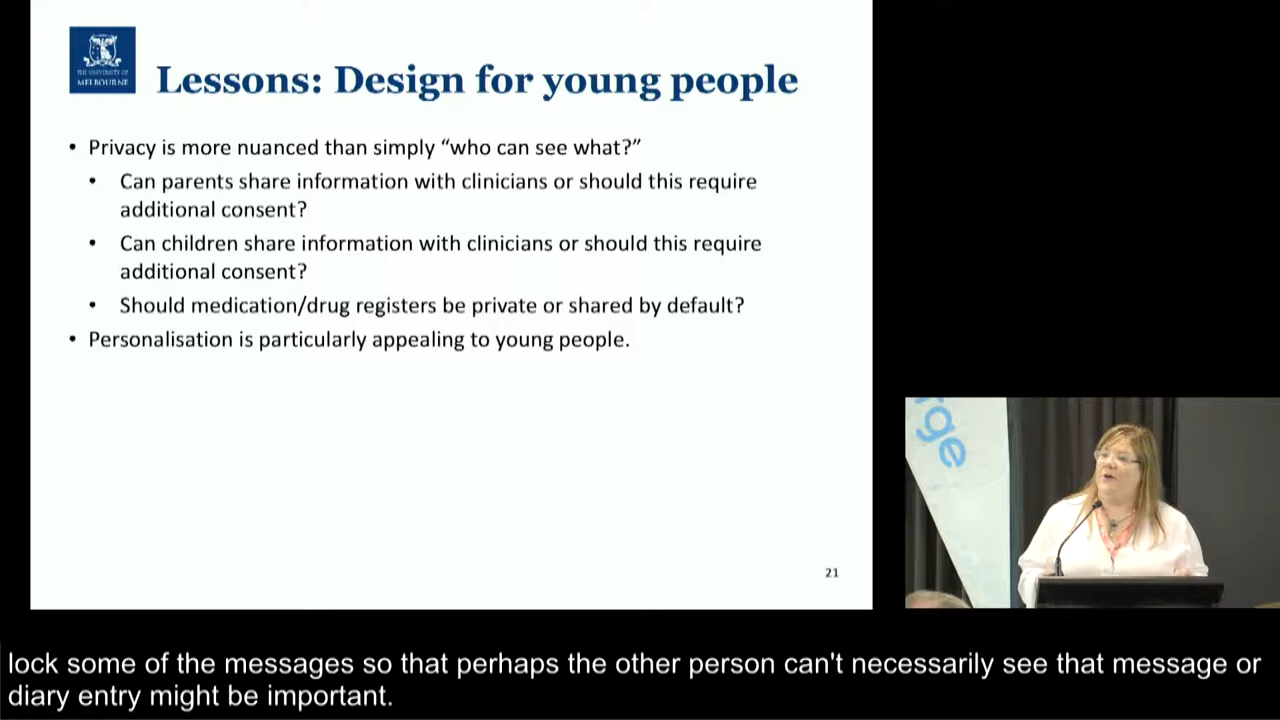 THE UNIVERSITY OF
MELBOURNE
Lessons: Design for young people
• Privacy is more nuanced than simply “who can see what?”
• Can parents share information with clinicians or should this require
additional consent?
• Can children share information with clinicians or should this require
additional consent?
• Should medication/drug registers be private or shared by default?
• Personalisation is particularly appealing to young people.
21
rge
lock some of the messages so that perhaps the other person can't necessarily see that message or
diary entry might be important.